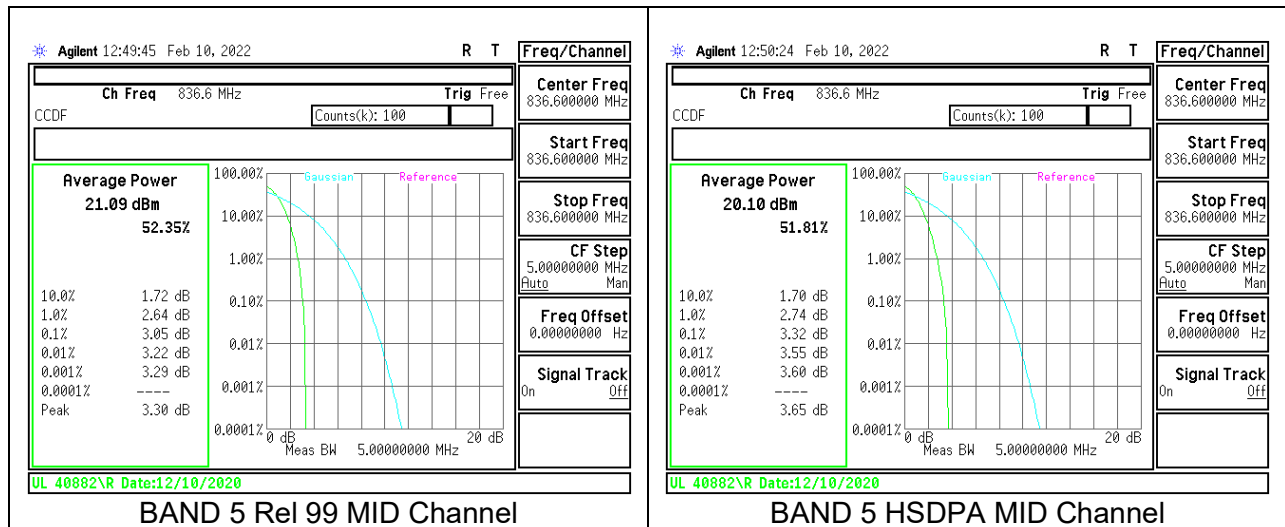 Agilent 12:49:45 Feb 10, 2022 R T
Freq/Channel
Ch Freq 836.6 MHz Trig Free
CCDF Counts(k): 100
Average Power
21.09 dBm
52.35%
10.0% 1.72 dB
1.0% 2.64 dB
0.1% 3.05 dB
0.01% 3.22 dB
0.001% 3.29 dB
0.0001% ----
Peak 3.30 dB
Gaussian Reference
100.00%
10.00%
1.00%
0.10%
0.01%
0.001%
0.0001%
0 dB 20 dB
Meas BW 5.00000000 MHz
Center Freq
836.600000 MHz
Start Freq
836.600000 MHz
Stop Freq
836.600000 MHz
CF Step
5.00000000 MHz
Auto Man
Freq Offset
0.00000000 Hz
Signal Track
On Off
UL 40882\R Date:12/10/2020
BAND 5 Rel 99 MID Channel
Agilent 12:50:24 Feb 10, 2022 R T
Freq/Channel
Ch Freq 836.6 MHz Trig Free
CCDF Counts(k): 100
Average Power
20.10 dBm
51.81%
10.0% 1.70 dB
1.0% 2.74 dB
0.1% 3.32 dB
0.01% 3.55 dB
0.001% 3.60 dB
0.0001% ----
Peak 3.65 dB
Gaussian Reference
100.00%
10.00%
1.00%
0.10%
0.01%
0.001%
0.0001%
0 dB 20 dB
Meas BW 5.00000000 MHz
Center Freq
836.600000 MHz
Start Freq
836.600000 MHz
Stop Freq
836.600000 MHz
CF Step
5.00000000 MHz
Auto Man
Freq Offset
0.00000000 Hz
Signal Track
On Off
UL 40882\R Date:12/10/2020
BAND 5 HSDPA MID Channel